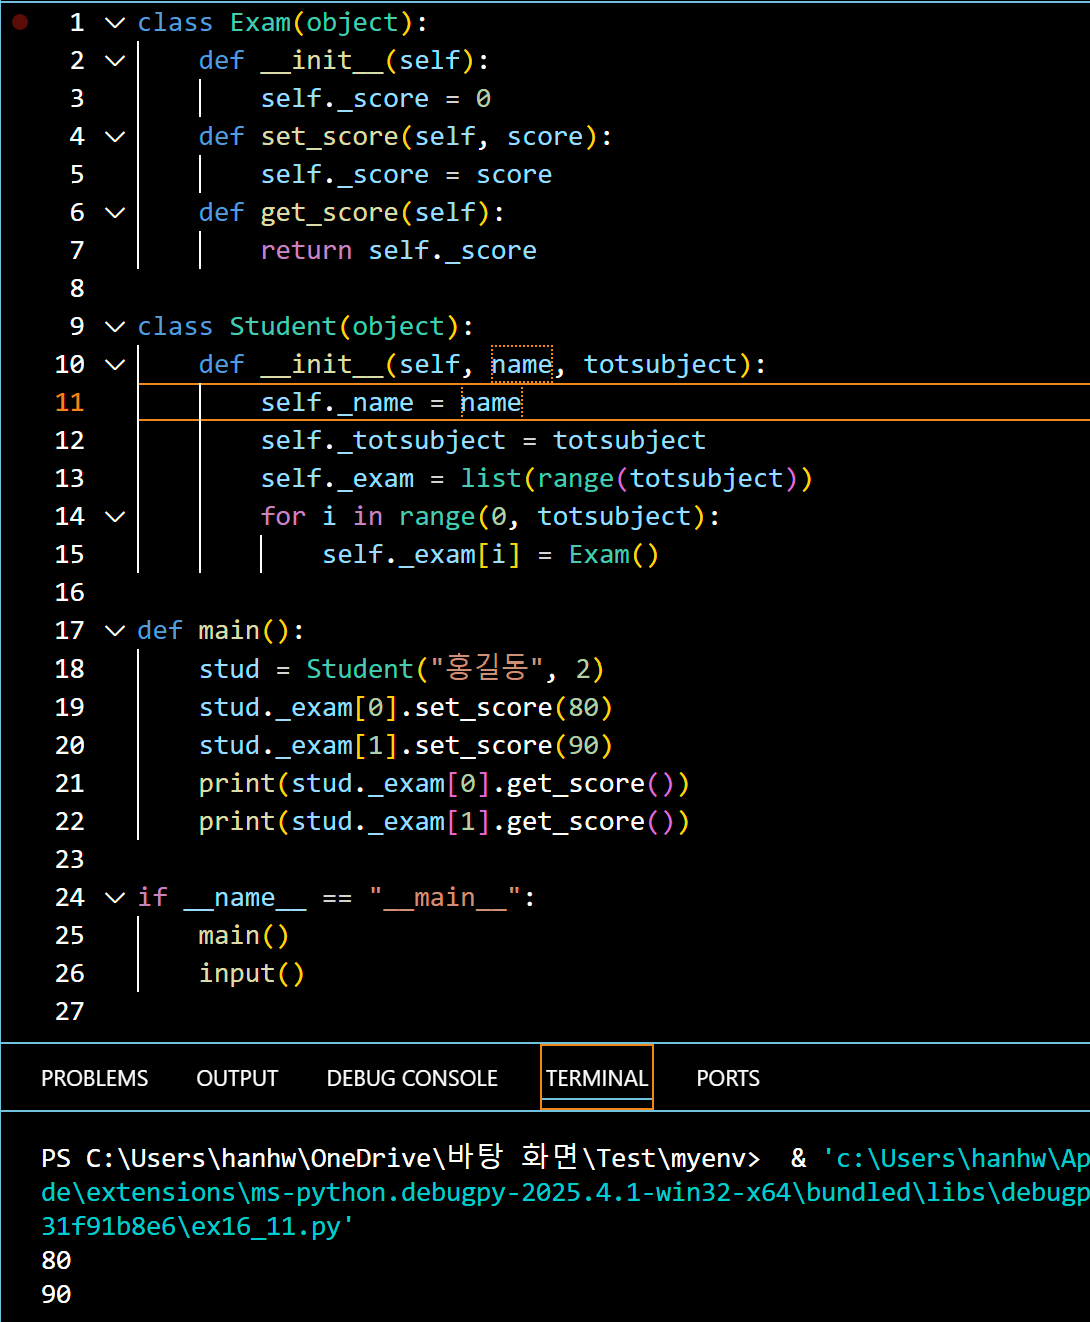 1 class Exam(object):
2     def __init__(self):
3         self._score = 0
4     def set_score(self, score):
5         self._score = score
6     def get_score(self):
7         return self._score
8
9 class Student(object):
10     def __init__(self, name, totsubject):
11         self._name = name
12         self._totsubject = totsubject
13         self._exam = list(range(totsubject))
14         for i in range(0, totsubject):
15             self._exam[i] = Exam()
16
17 def main():
18     stud = Student("홍길동", 2)
19     stud._exam[0].set_score(80)
20     stud._exam[1].set_score(90)
21     print(stud._exam[0].get_score())
22     print(stud._exam[1].get_score())
23
24 if __name__ == "__main__":
25     main()
26     input()
27
PROBLEMS OUTPUT DEBUG CONSOLE TERMINAL PORTS
PS C:\Users\hanhw\OneDrive\바탕 화면\Test\myenv>  & 'c:\Users\hanhw\Ap
de\extensions\ms-python.debugpy-2025.4.1-win32-x64\bundled\libs\debugp
31f91b8e6\ex16_11.py'
80
90